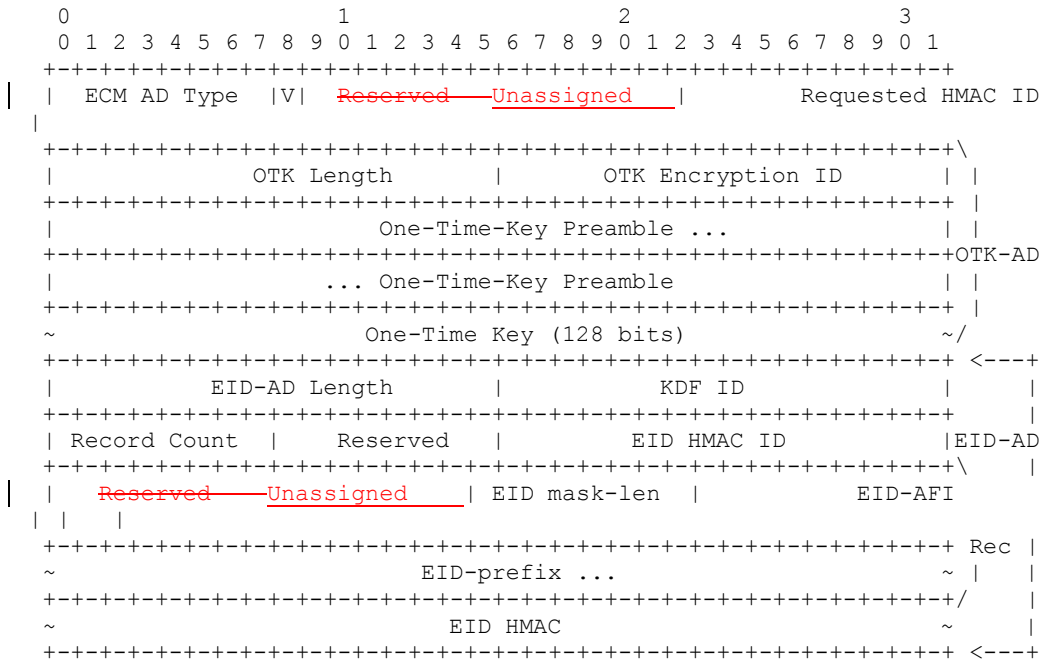 0                   1                   2                   3
 0 1 2 3 4 5 6 7 8 9 0 1 2 3 4 5 6 7 8 9 0 1 2 3 4 5 6 7 8 9 0 1
+-+-+-+-+-+-+-+-+-+-+-+-+-+-+-+-+-+-+-+-+-+-+-+-+-+-+-+-+-+-+-+-+
|  ECM AD Type  |V|  Reserved   Unassigned   |        Requested HMAC ID
|
+-+-+-+-+-+-+-+-+-+-+-+-+-+-+-+-+-+-+-+-+-+-+-+-+-+-+-+-+-+-+-+-+\
|              OTK Length       |       OTK Encryption ID       | |
+-+-+-+-+-+-+-+-+-+-+-+-+-+-+-+-+-+-+-+-+-+-+-+-+-+-+-+-+-+-+-+-+ |
|                       One-Time-Key Preamble ...               | |
+-+-+-+-+-+-+-+-+-+-+-+-+-+-+-+-+-+-+-+-+-+-+-+-+-+-+-+-+-+-+-+-+OTK-AD
|                   ... One-Time-Key Preamble                   | |
+-+-+-+-+-+-+-+-+-+-+-+-+-+-+-+-+-+-+-+-+-+-+-+-+-+-+-+-+-+-+-+-+ |
~                      One-Time Key (128 bits)                  ~/
+-+-+-+-+-+-+-+-+-+-+-+-+-+-+-+-+-+-+-+-+-+-+-+-+-+-+-+-+-+-+-+-+ <---+
|           EID-AD Length       |           KDF ID              |     |
+-+-+-+-+-+-+-+-+-+-+-+-+-+-+-+-+-+-+-+-+-+-+-+-+-+-+-+-+-+-+-+-+     |
| Record Count  |    Reserved   |         EID HMAC ID           |EID-AD
+-+-+-+-+-+-+-+-+-+-+-+-+-+-+-+-+-+-+-+-+-+-+-+-+-+-+-+-+-+-+-+-+\    |
|   Reserved    Unassigned    | EID mask-len  |           EID-AFI
| |   |
+-+-+-+-+-+-+-+-+-+-+-+-+-+-+-+-+-+-+-+-+-+-+-+-+-+-+-+-+-+-+-+-+ Rec |
~                          EID-prefix ...                       ~ |   |
+-+-+-+-+-+-+-+-+-+-+-+-+-+-+-+-+-+-+-+-+-+-+-+-+-+-+-+-+-+-+-+-+/    |
~                            EID HMAC                           ~     |
+-+-+-+-+-+-+-+-+-+-+-+-+-+-+-+-+-+-+-+-+-+-+-+-+-+-+-+-+-+-+-+-+ <---+